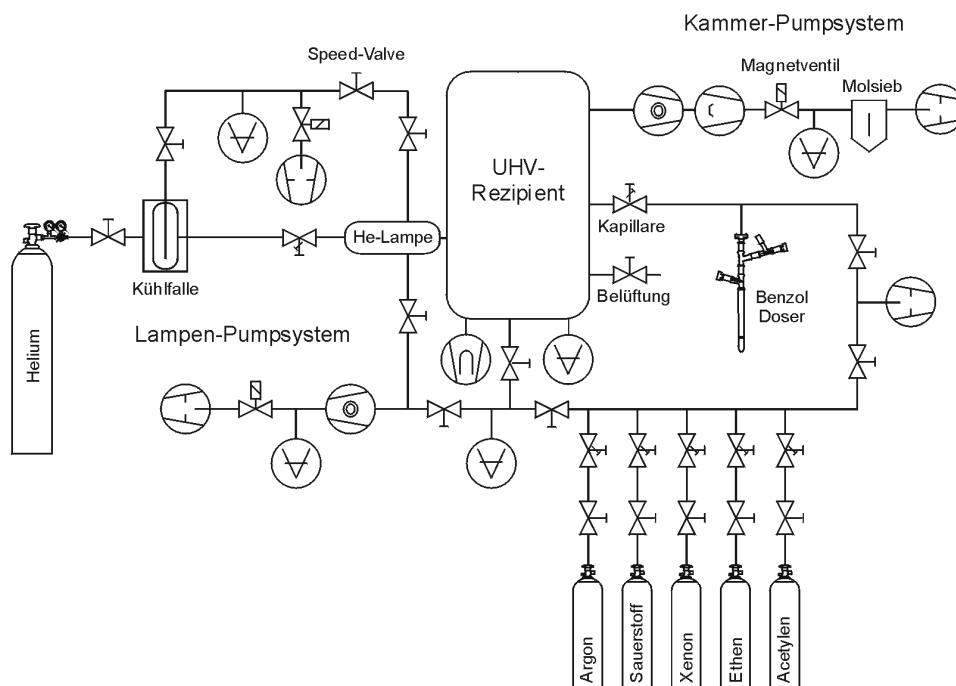 Kammer-Pumpsystem
Speed-Valve
Magnetventil
Molsieb
UHV-
Rezipient
Kapillare
He-Lampe
Kühlfalle
Belüftung
Benzol
Doser
Lampen-Pumpsystem
Helium
Argon
Sauerstoff
Xenon
Ethen
Acetylen